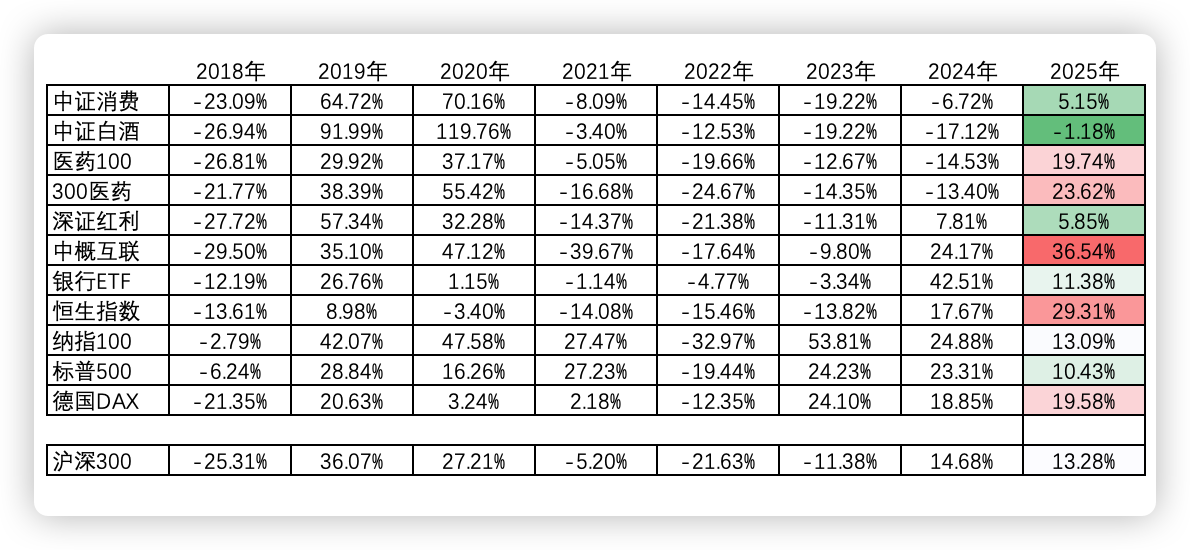 2018年 2019年 2020年 2021年 2022年 2023年 2024年 2025年
中证消费 -23.09% 64.72% 70.16% -8.09% -14.45% -19.22% -6.72% 5.15%
中证白酒 -26.94% 91.99% 119.76% -3.40% -12.53% -19.22% -17.12% -1.18%
医药100 -26.81% 29.92% 37.17% -5.05% -19.66% -12.67% -14.53% 19.74%
300医药 -21.77% 38.39% 55.42% -16.68% -24.67% -14.35% -13.40% 23.62%
深证红利 -27.72% 57.34% 32.28% -14.37% -21.38% -11.31% 7.81% 5.85%
中概互联 -29.50% 35.10% 47.12% -39.67% -17.64% -9.80% 24.17% 36.54%
银行ETF -12.19% 26.76% 1.15% -1.14% -4.77% -3.34% 42.51% 11.38%
恒生指数 -13.61% 8.98% -3.40% -14.08% -15.46% -13.82% 17.67% 29.31%
纳指100 -2.79% 42.07% 47.58% 27.47% -32.97% 53.81% 24.88% 13.09%
标普500 -6.24% 28.84% 16.26% 27.23% -19.44% 24.23% 23.31% 10.43%
德国DAX -21.35% 20.63% 3.24% 2.18% -12.35% 24.10% 18.85% 19.58%
沪深300 -25.31% 36.07% 27.21% -5.20% -21.63% -11.38% 14.68% 13.28%